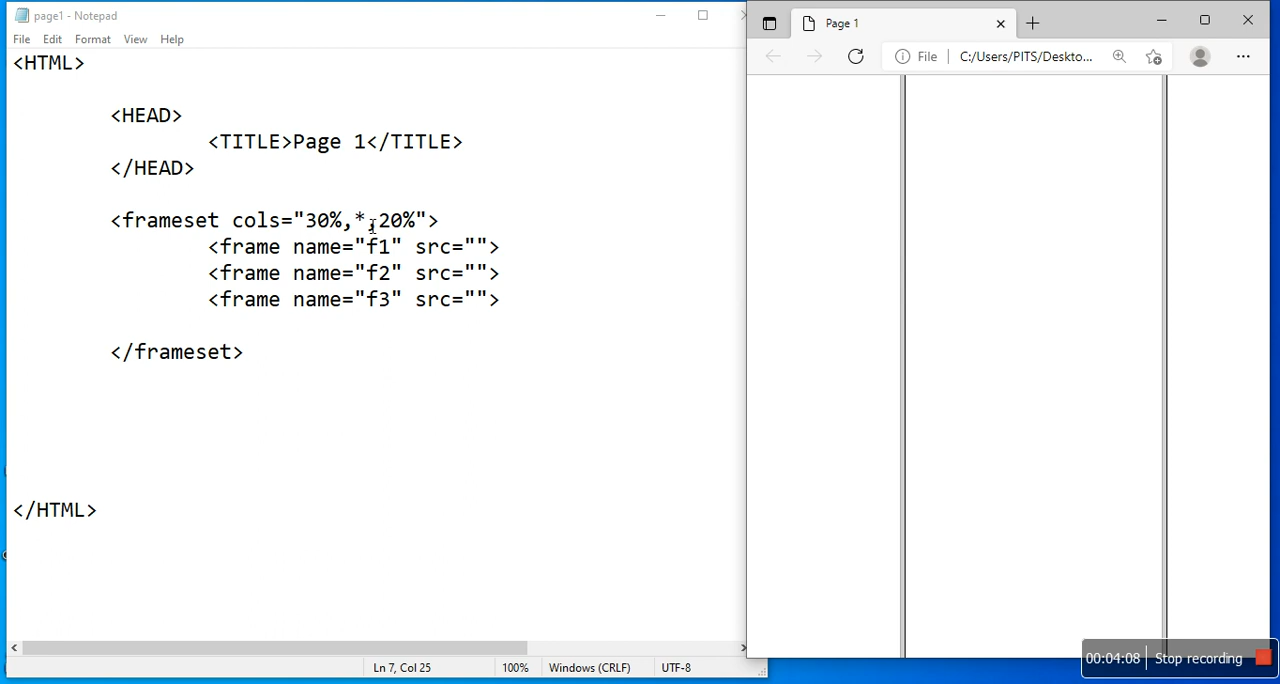 page1 - Notepad
File Edit Format View Help
<HTML>
<HEAD>
<TITLE>Page 1</TITLE>
</HEAD>
<frameset cols="30%,*,20%">
<frame name="f1" src="">
<frame name="f2" src="">
<frame name="f3" src="">
</frameset>
</HTML>
Ln 7, Col 25 100% Windows (CRLF) UTF-8
Page 1
File C:/Users/PITS/Deskto...
00:04:08 Stop recording